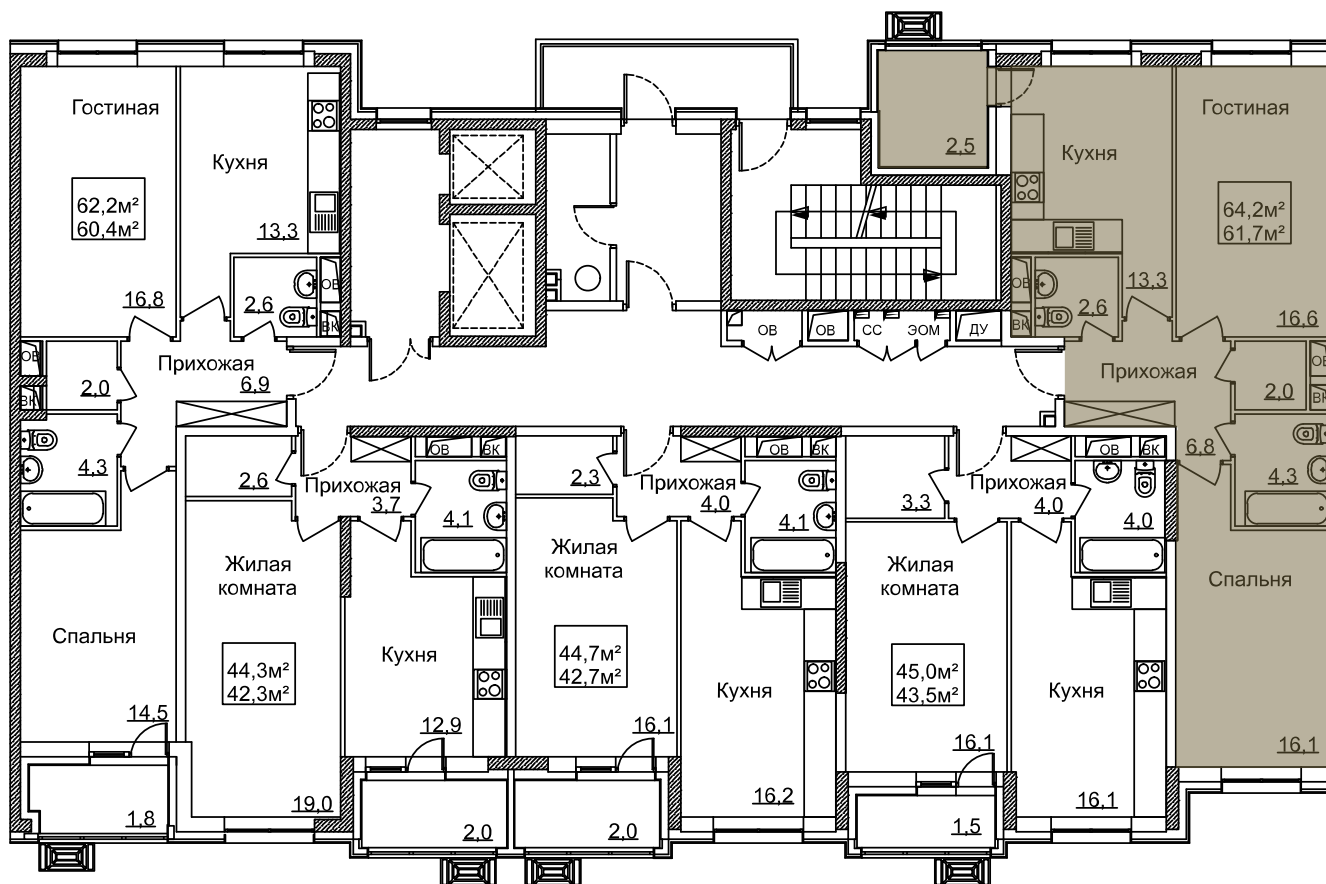 Гостиная
62,2м²
60,4м²
16,8
Кухня
13,3
2,6
ОВ
ВК
ОВ
ВК
2,0
Прихожая
6,9
4,3
Спальня
14,5
1,8
2,6
Прихожая
3,7
ОВ
ВК
4,1
Жилая
комната
44,3м²
42,3м²
19,0
Кухня
12,9
2,0
2,3
Прихожая
4,0
ОВ
ВК
4,1
Жилая
комната
44,7м²
42,7м²
16,1
2,0
Кухня
16,2
ОВ
ОВ
СС
ЭОМ
ДУ
3,3
Прихожая
4,0
ОВ
ВК
4,0
Жилая
комната
45,0м²
43,5м²
16,1
1,5
Кухня
16,1
2,5
Кухня
13,3
Гостиная
64,2м²
61,7м²
16,6
ОВ
ВК
2,6
Прихожая
6,8
2,0
ОВ
ВК
4,3
Спальня
16,1